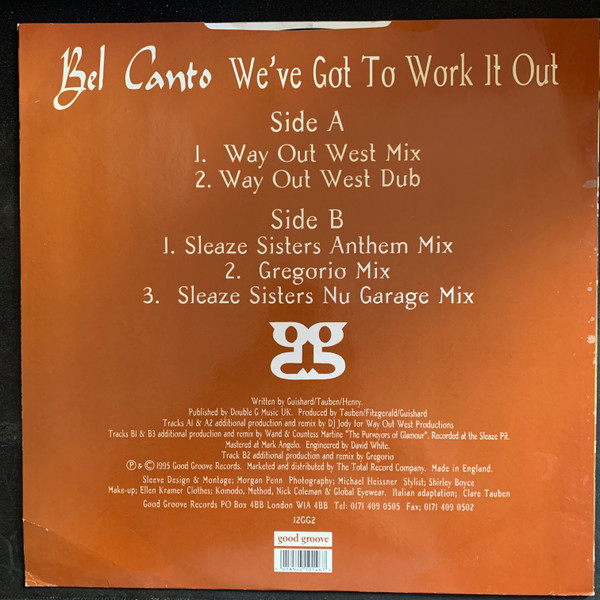 Bel Canto We've Got To Work It Out
Side A
1. Way Out West Mix
2. Way Out West Dub
Side B
1. Sleaze Sisters Anthem Mix
2. Gregorio Mix
3. Sleaze Sisters Nu Garage Mix
gg
Written by Guishard/Tauben/Henry.
Published by Double G Music UK. Produced by Tauben/Fitzgerald/Guishard
Tracks A1 & A2 additional production and remix by DJ Jody for Way Out West Productions
Tracks B1 & B3 additional production and remix by Wand & Countess Martine "The Purveyors of Glamour". Recorded at the Sleaze Pit.
Mastered at Mark Angelo. Engineered by David White.
Track B2 additional production and remix by Gregorio
℗ & © 1995 Good Groove Records. Marketed and distributed by The Total Record Company. Made in England.
Sleeve Design & Montage; Morgan Penn Photography; Michael Heissner Stylist; Shirley Boyce
Make-up; Ellen Kramer Clothes; Komodo, Method, Nick Coleman & Global Eyewear. Italian adaptation; Clare Tauben
Good Groove Records PO Box 4BB London W1A 4BB Tel: 0171 409 0505 Fax; 0171 409 0502
12GG2
good groove